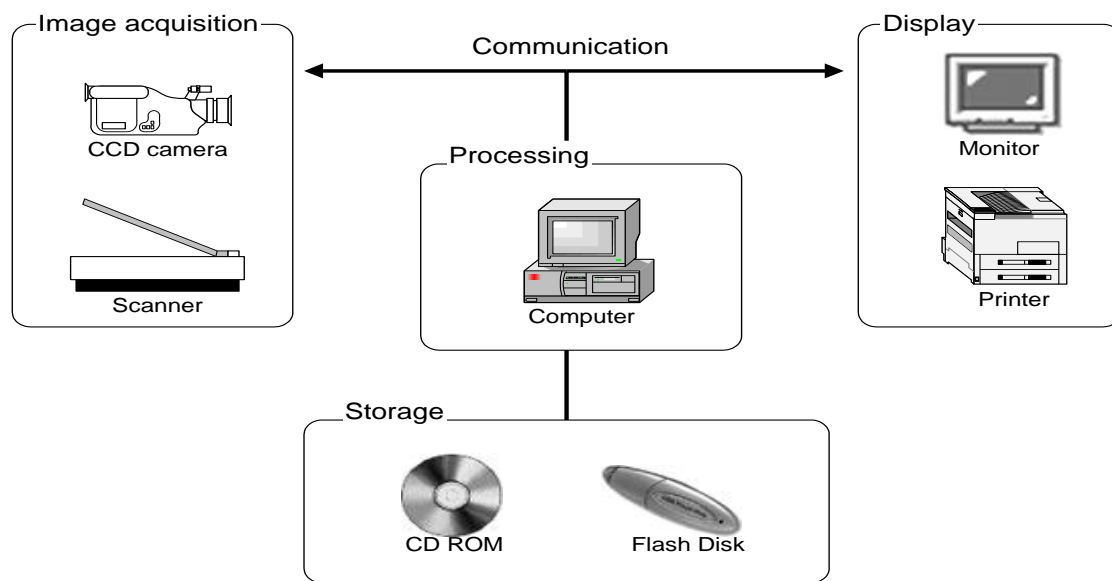 Image acquisition
CCD camera
Scanner
Communication
Processing
Computer
Display
Monitor
Printer
Storage
CD ROM
Flash Disk